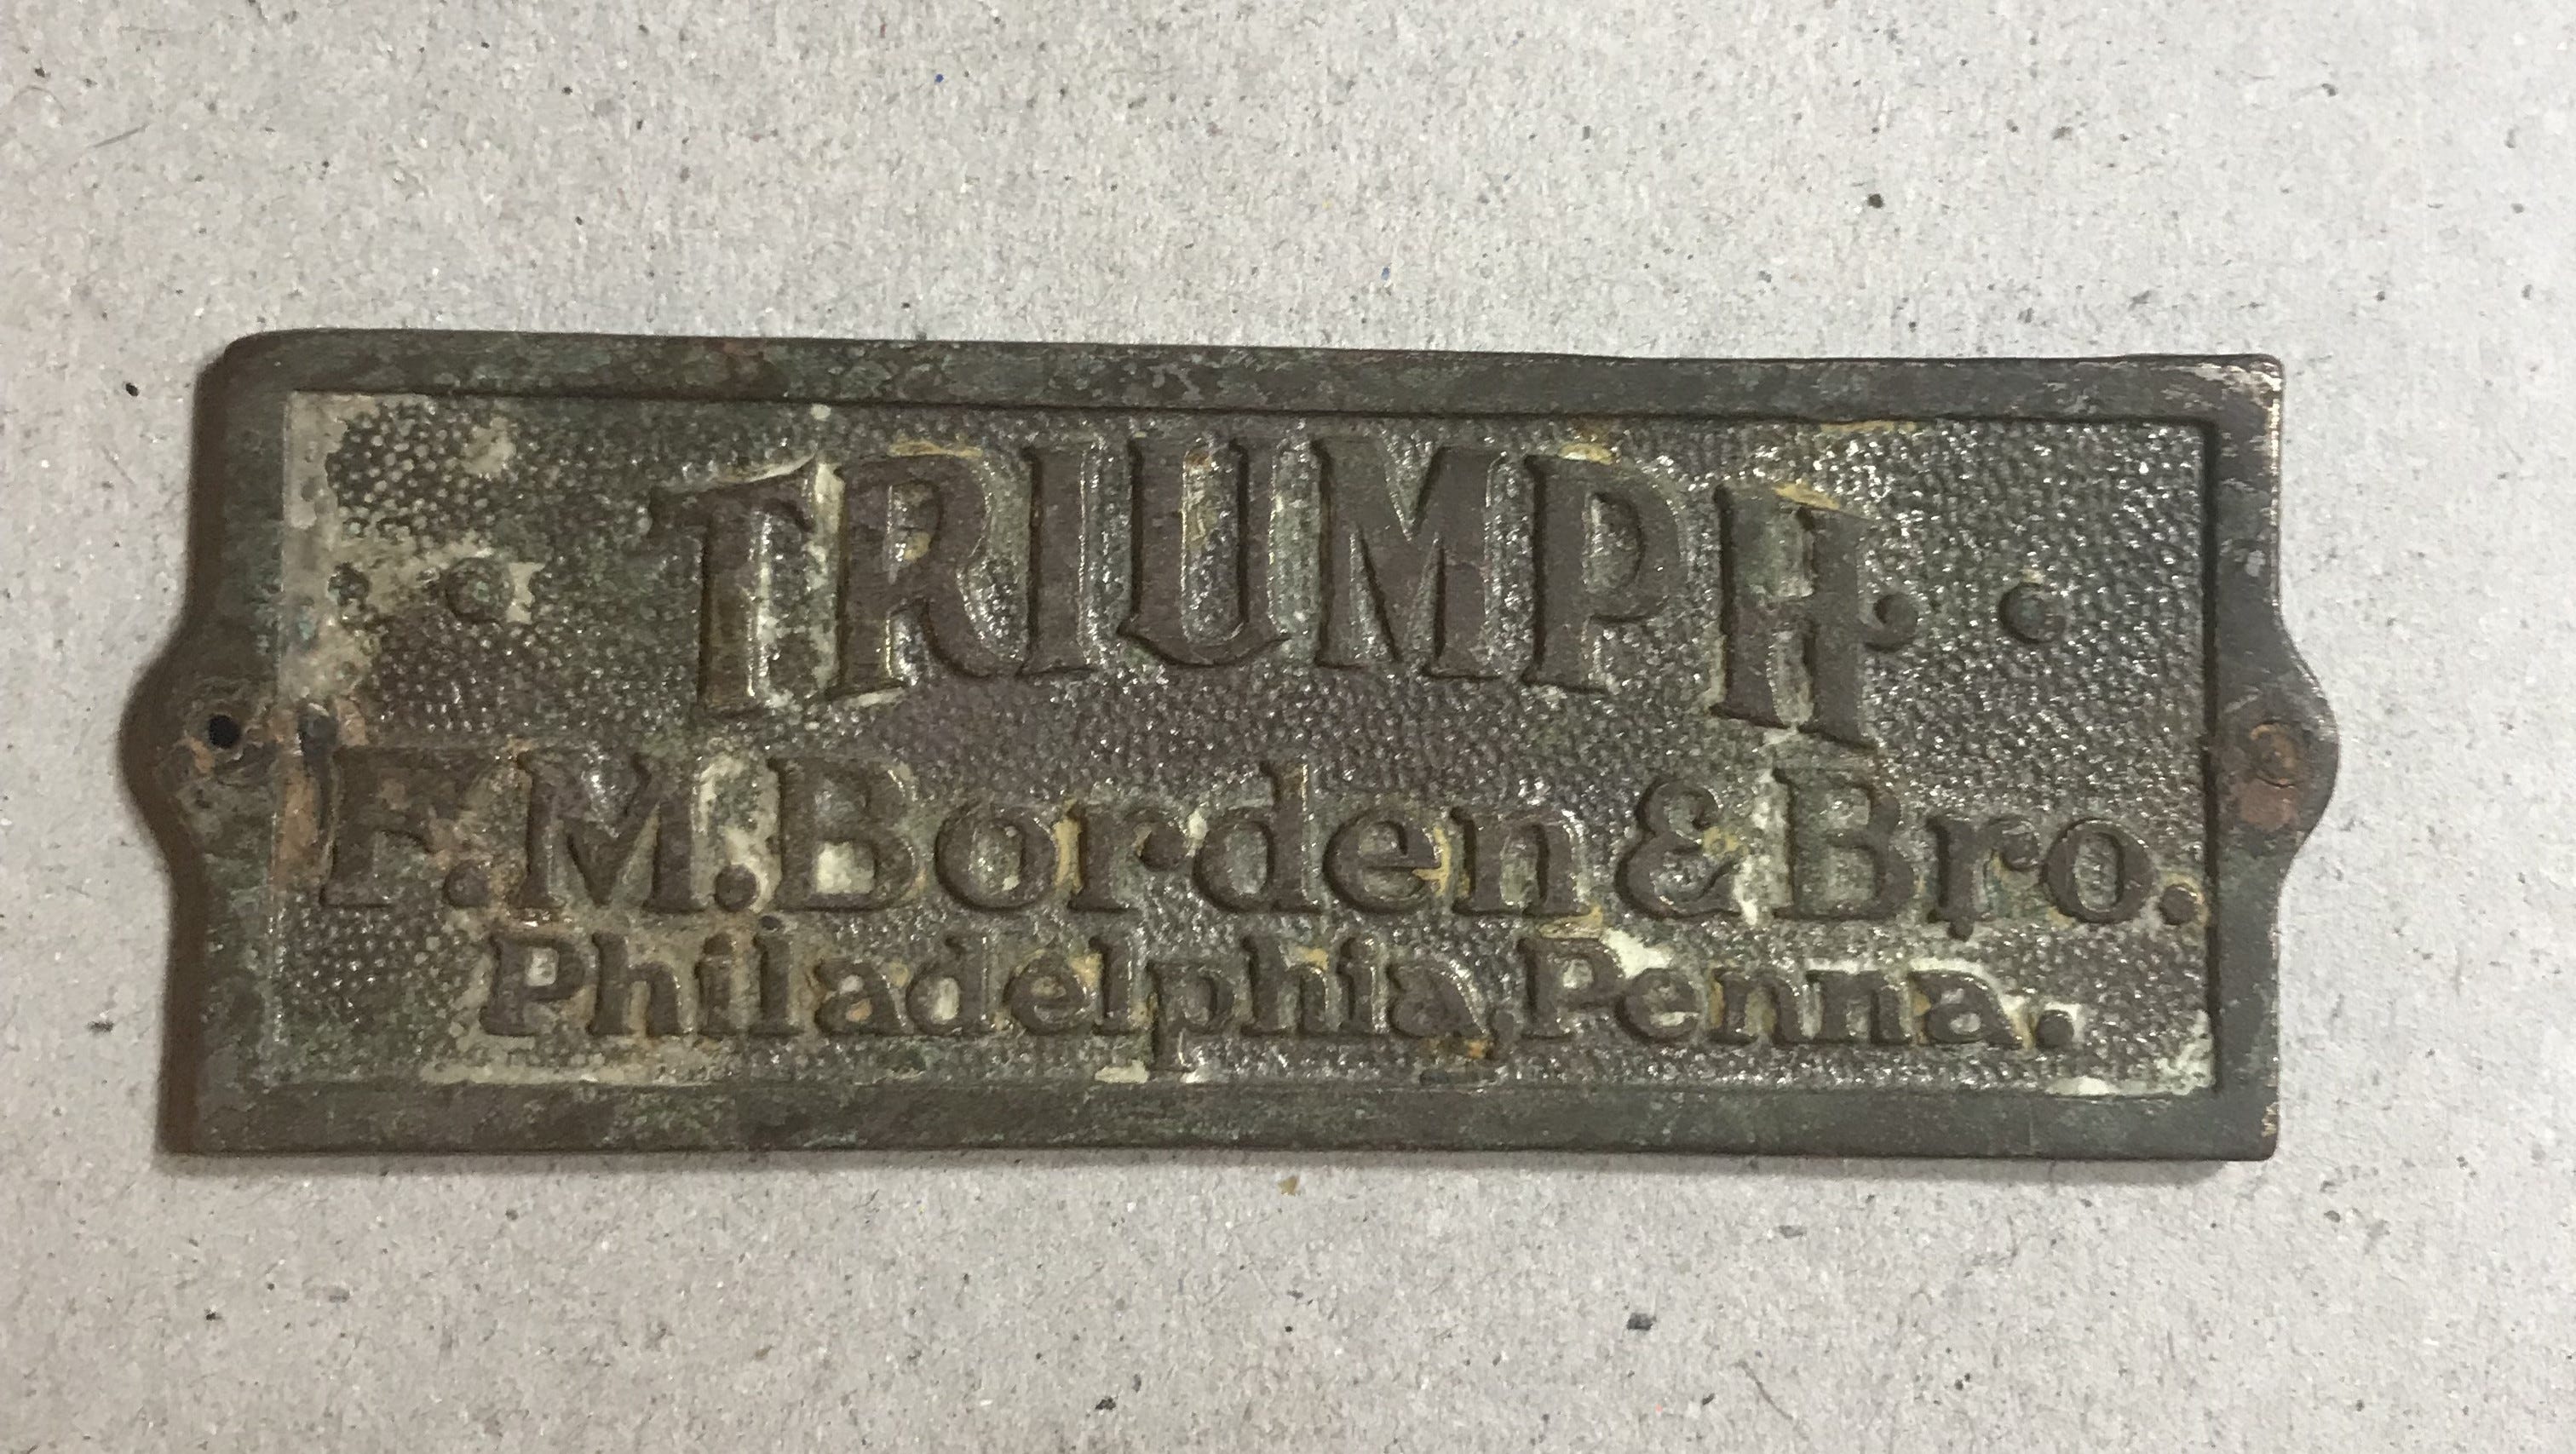 TRIUMPH
F.M.Borden & Bro.
Philadelphia, Penna.